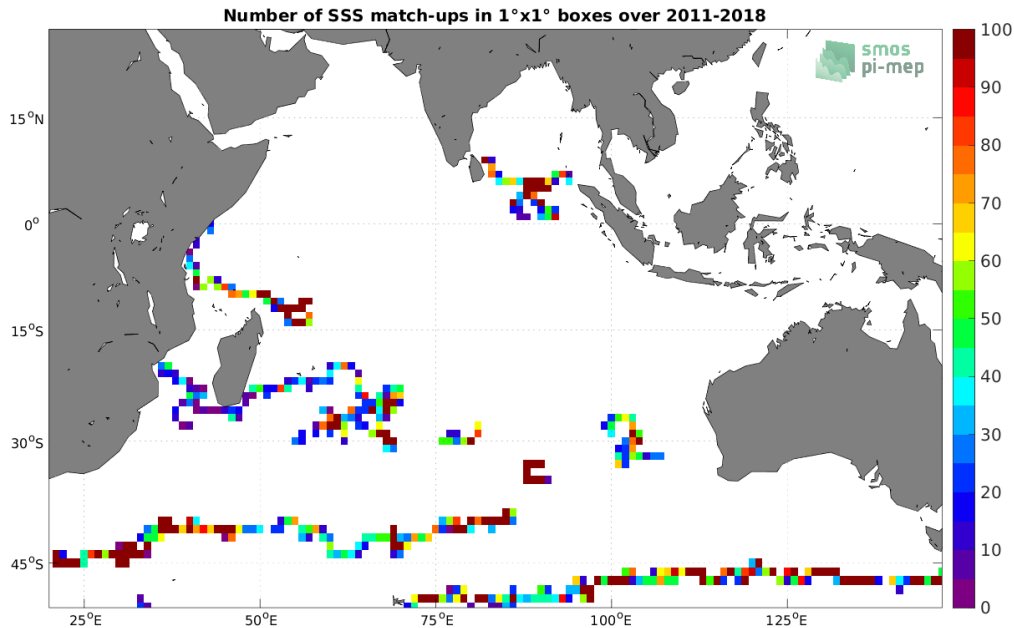 Number of SSS match-ups in 1°x1° boxes over 2011-2018
smos
pi-mep
100
90
80
70
60
50
40
30
20
10
0
15°N
0°
15°S
30°S
45°S
25°E
50°E
75°E
100°E
125°E